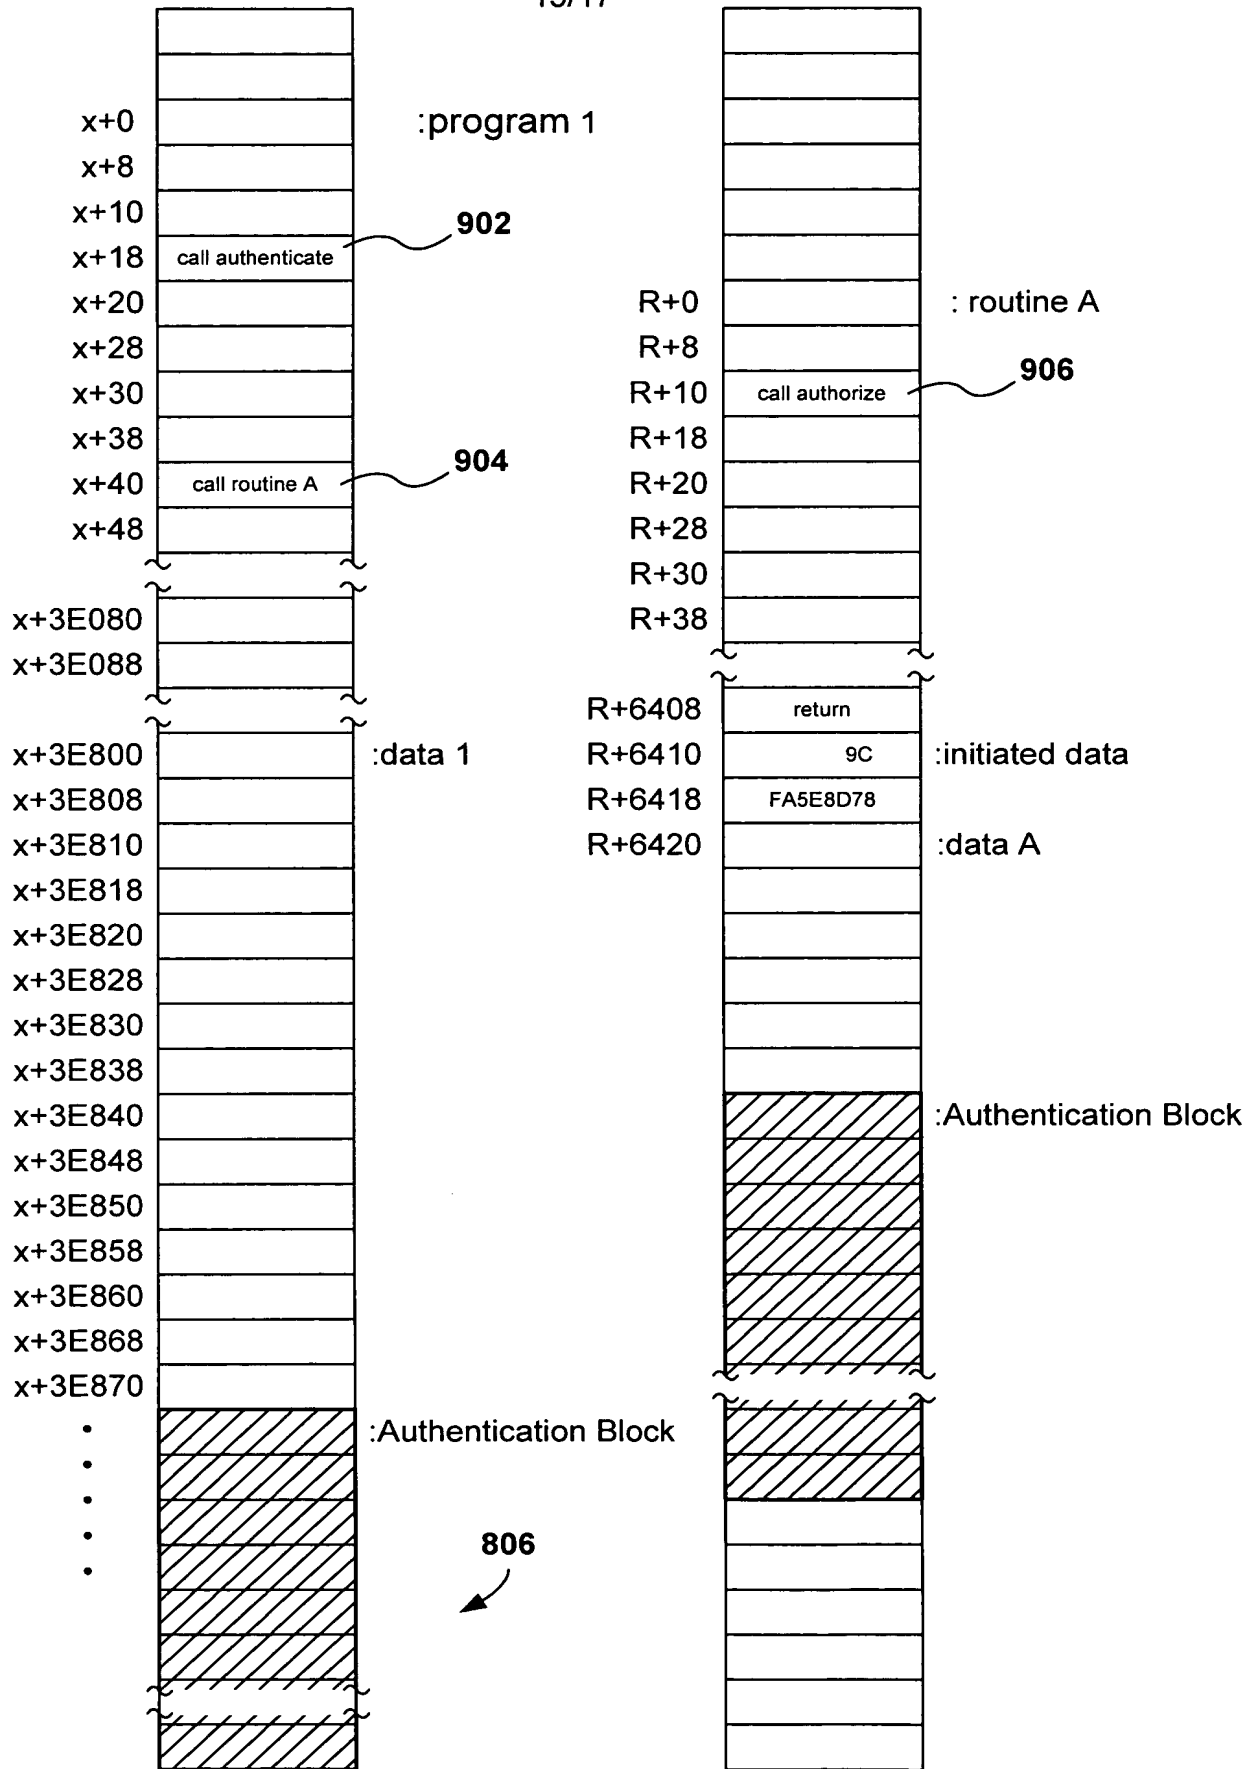 x+0 :program 1
x+8
x+10
902
x+18 call authenticate
x+20
x+28
x+30
x+38
904
x+40 call routine A
x+48
x+3E080
x+3E088
x+3E800 :data 1
x+3E808
x+3E810
x+3E818
x+3E820
x+3E828
x+3E830
x+3E838
x+3E840
x+3E848
x+3E850
x+3E858
x+3E860
x+3E868
x+3E870
:Authentication Block
806
R+0 : routine A
R+8
906
R+10 call authorize
R+18
R+20
R+28
R+30
R+38
R+6408 return
R+6410 9C :initiated data
R+6418 FA5E8D78
R+6420 :data A
:Authentication Block